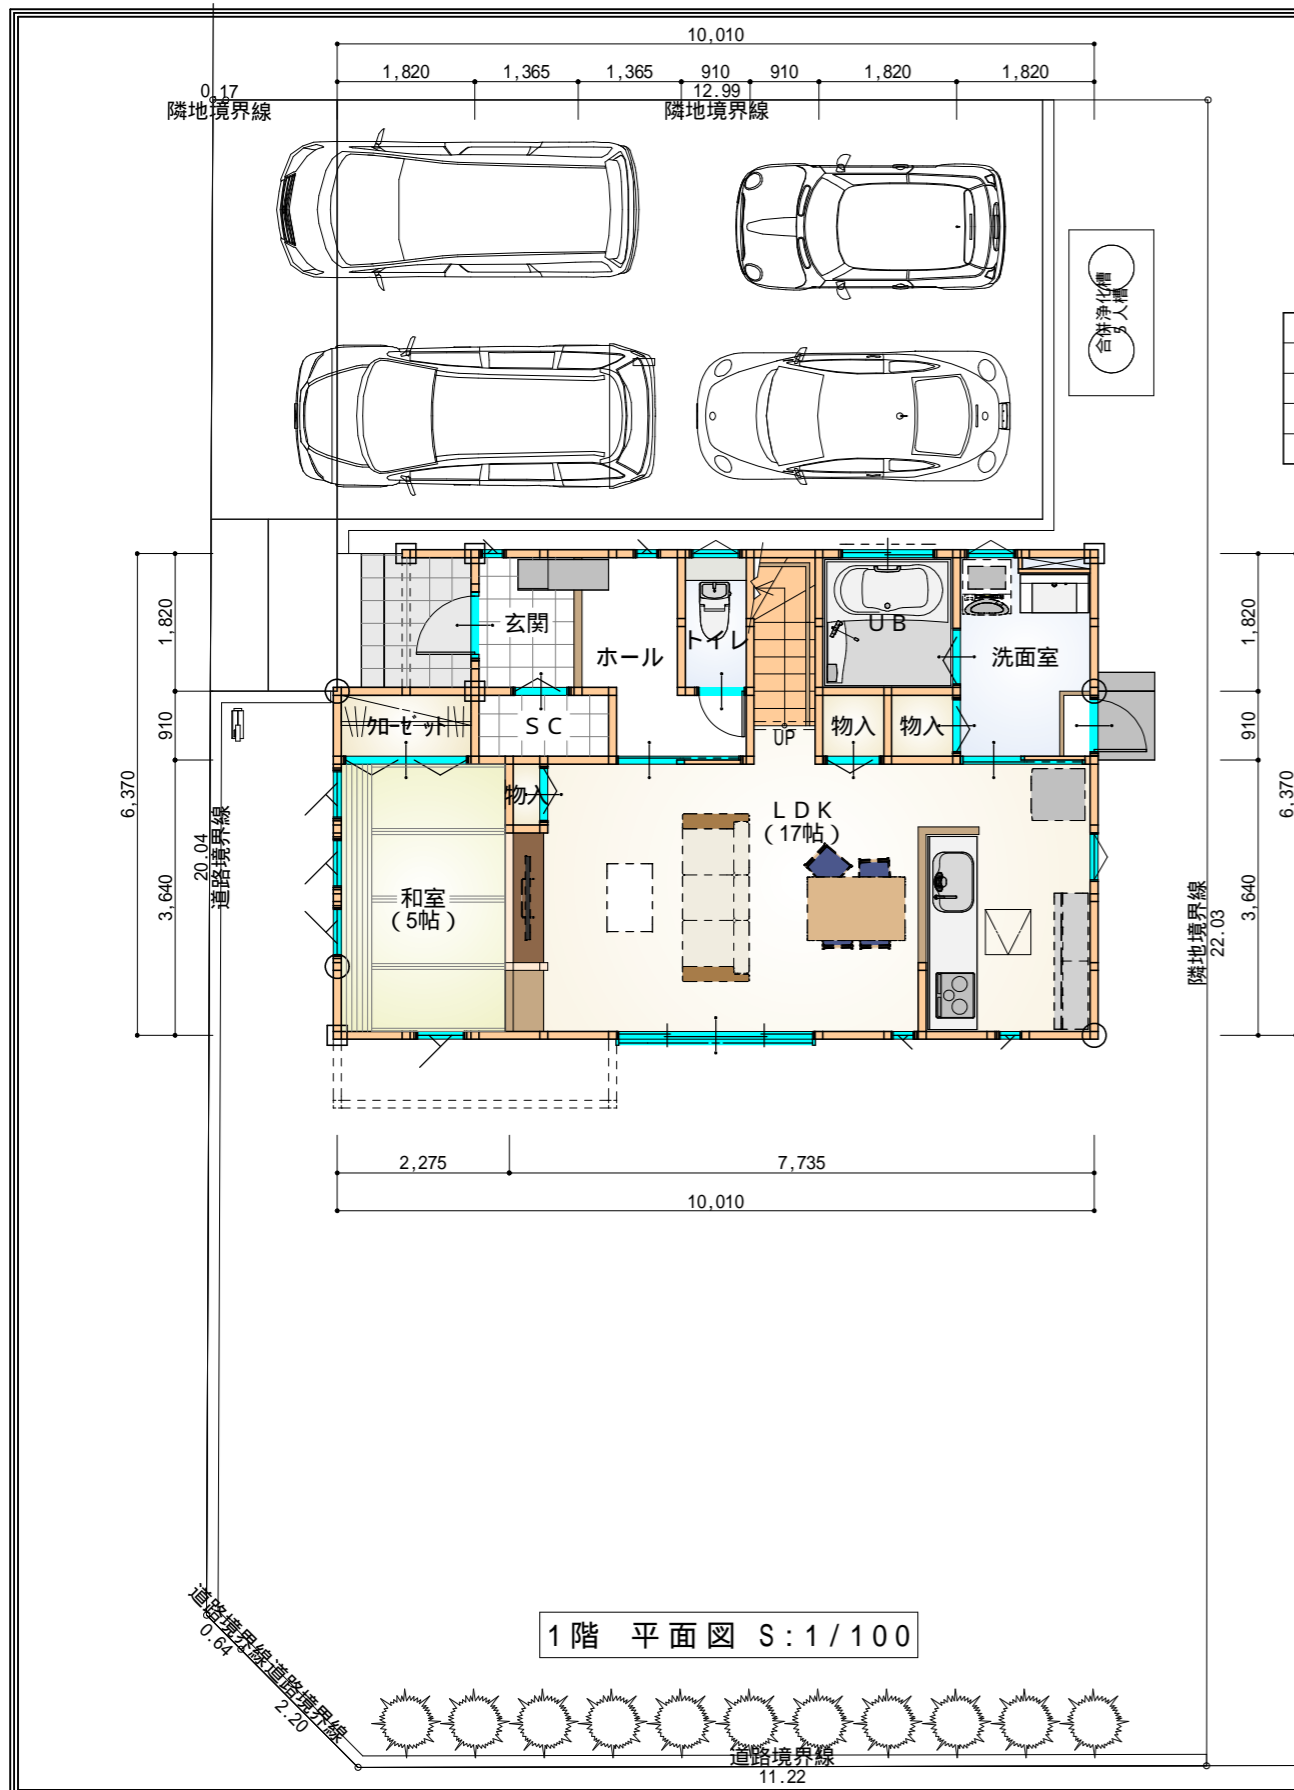 10,010
1,820
1,365
1,365
910
910
1,820
1,820
0.17
隣地境界線
12.99
隣地境界線
合併浄化槽
5人槽
1,820
910
3,640
6,370
玄関
ホール
トイレ
UP
UB
洗面室
クローゼット
SC
物入
物入
物入
LDK
(17帖)
和室
(5帖)
1,820
910
3,640
6,370
20.04
道路境界線
隣地境界線
22.03
2,275
7,735
10,010
道路境界線
0.64
道路境界線
2.20
1階 平面図 S:1/100
道路境界線
11.22